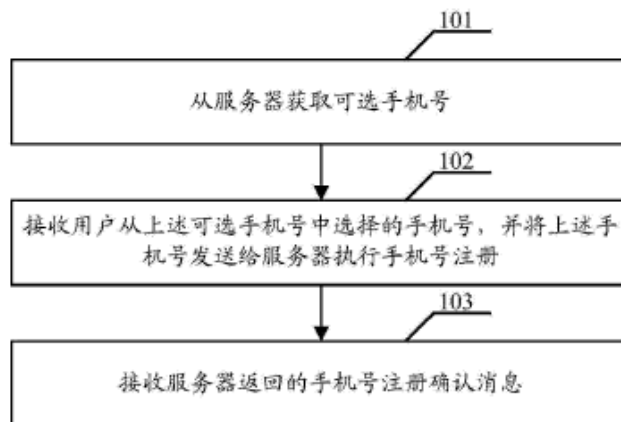 101
从服务器获取可选手机号
102
接收用户从上述可选手机号中选择的手机号，并将上述手
机号发送给服务器执行手机号注册
103
接收服务器返回的手机号注册确认消息